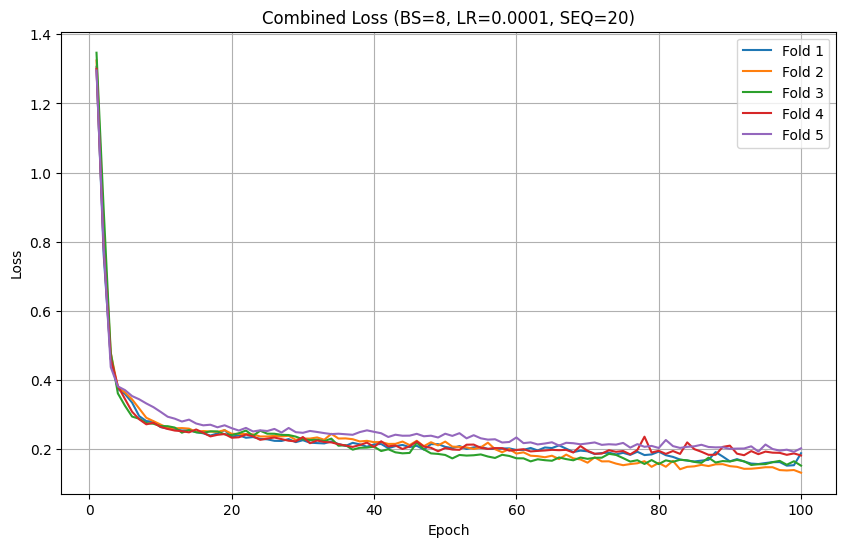 Combined Loss (BS=8, LR=0.0001, SEQ=20)
1.4
1.2
1.0
0.8
0.6
0.4
0.2
Loss
Fold 1
Fold 2
Fold 3
Fold 4
Fold 5
0 20 40 60 80 100
Epoch